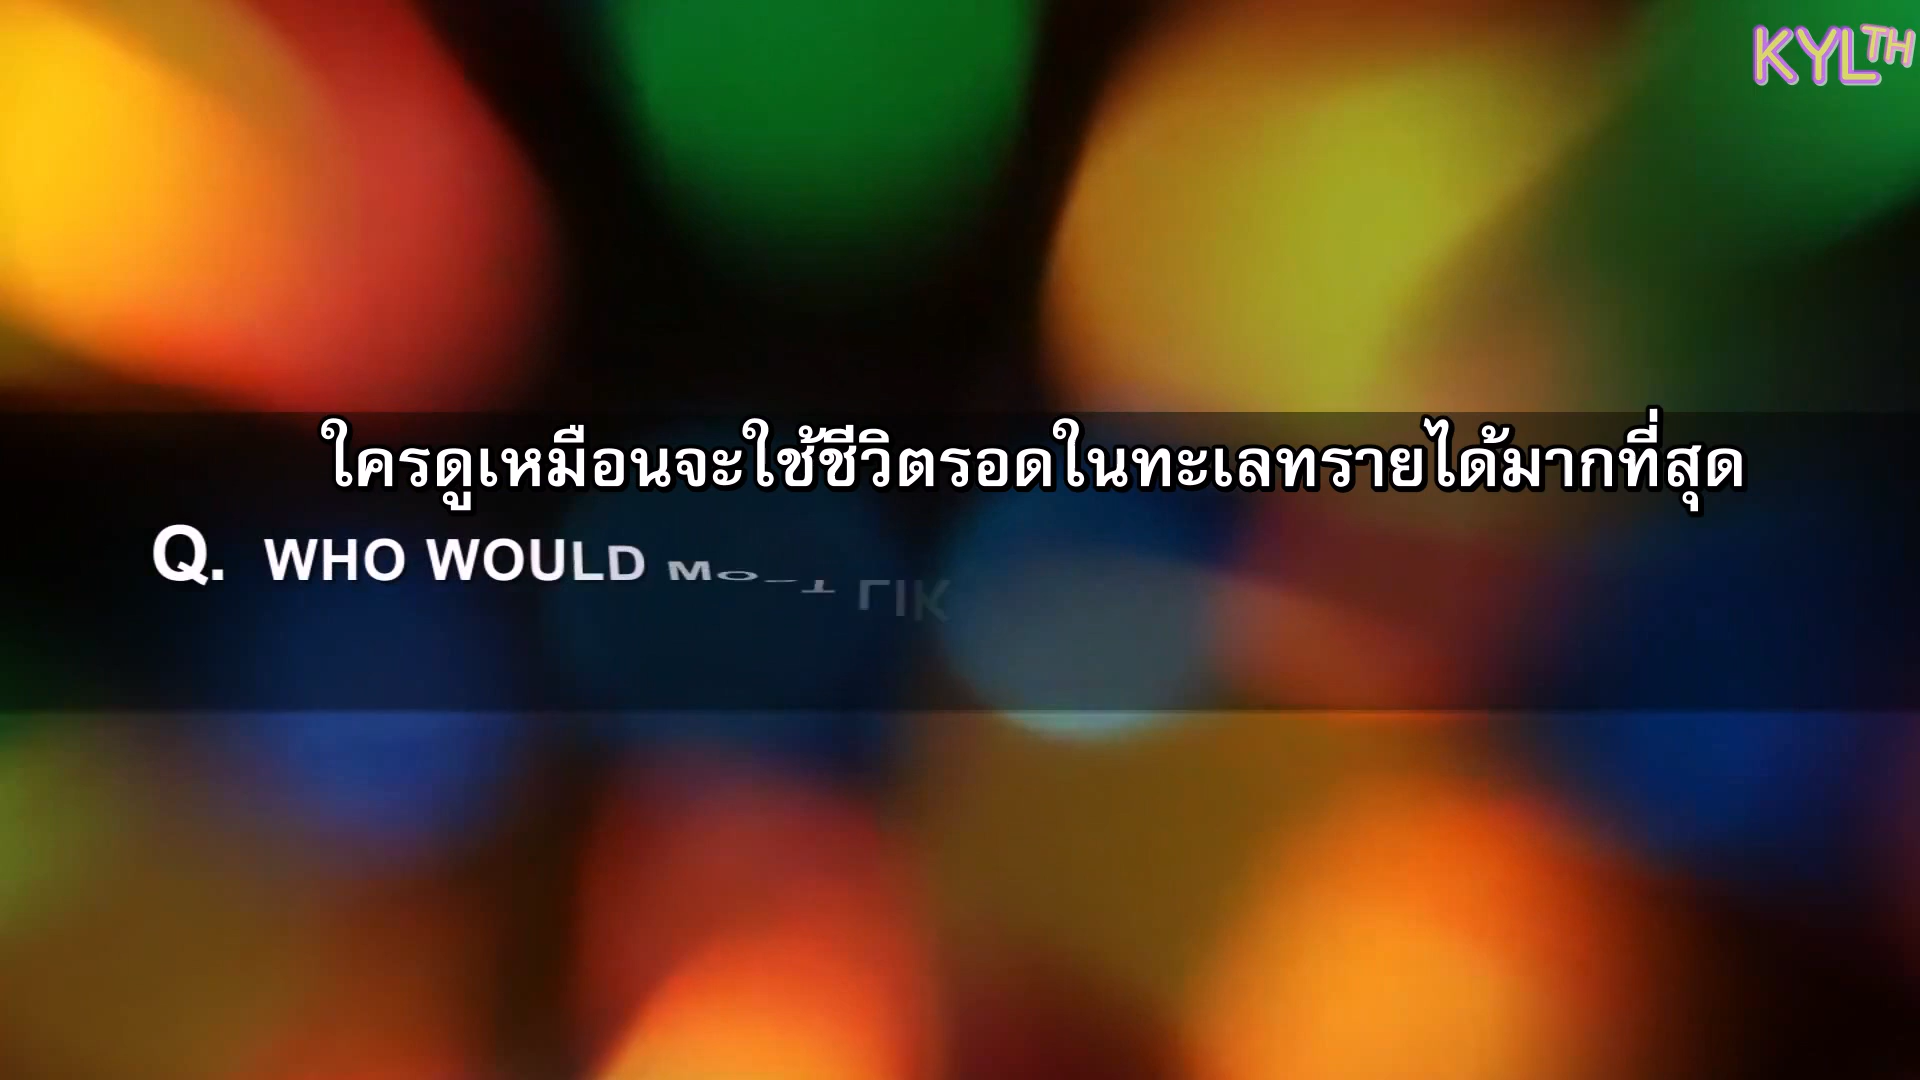 KYLTH
ใครดูเหมือนจะใช้ชีวิตรอดในทะเลทรายได้มากที่สุด
Q. WHO WOULD